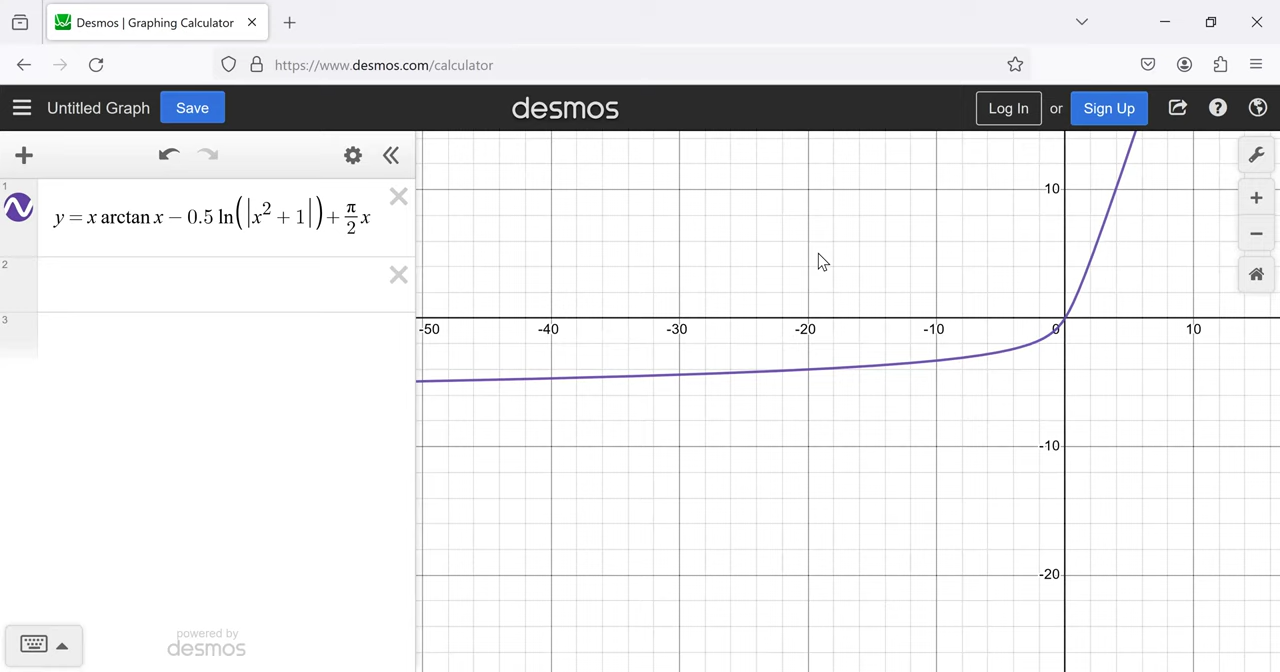 Desmos | Graphing Calculator
https://www.desmos.com/calculator
Untitled Graph
Save
desmos
Log In
or
Sign Up
1
y = x arctan x − 0.5 ln(|x² + 1|) + π/2 x
2
3
10
-50
-40
-30
-20
-10
0
10
-10
-20
powered by
desmos